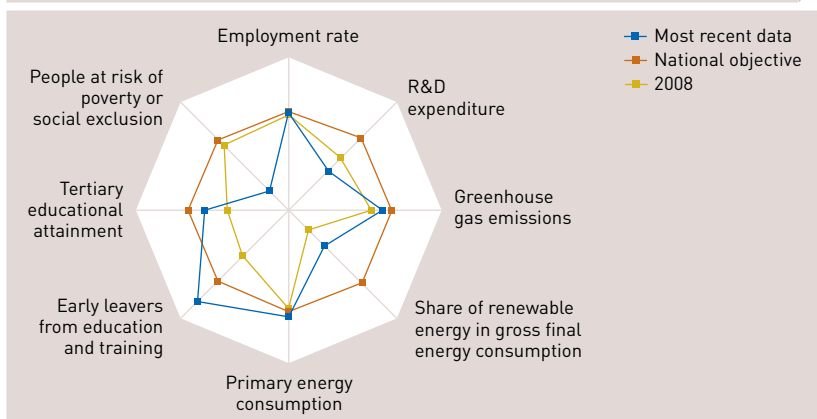 Employment rate
Most recent data
National objective
2008
People at risk of
poverty or
social exclusion
R&D
expenditure
Tertiary
educational
attainment
Greenhouse
gas emissions
Early leavers
from education
and training
Share of renewable
energy in gross final
energy consumption
Primary energy
consumption